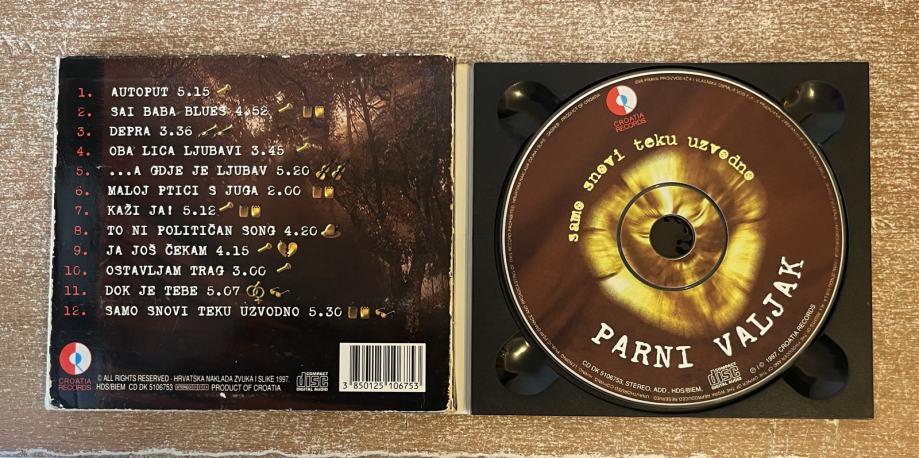 1. AUTOPUT 5.15
2. SAI BABA BLUES 4.52
3. DEPRA 3.36
4. OBA LICA LJUBAVI 3.45
5. ...A GDJE JE LJUBAV 5.20
6. MALOJ PTICI S JUGA 2.00
7. KAŽI JA! 5.12
8. TO NI POLITIČAN SONG 4.20
9. JA JOŠ ČEKAM 4.15
10. OSTAVLJAM TRAG 3.00
11. DOK JE TEBE 5.07
12. SAMO SNOVI TEKU UZVODNO 5.30
CROATIA
RECORDS
© ALL RIGHTS RESERVED - HRVATSKA NAKLADA ZVUKA I SLIKE 1997.
HDS/BIEM CD DK 5106753 PRODUCT OF CROATIA
COMPACT
disc
DIGITAL AUDIO
3 850125 106753
CROATIA
RECORDS
samo snovi teku uzvodno
PARNI VALJAK
CD DK 5106753, STEREO, ADD, HDS/BIEM,
COMPACT
disc
DIGITAL AUDIO
℗ © 1997, CROATIA RECORDS